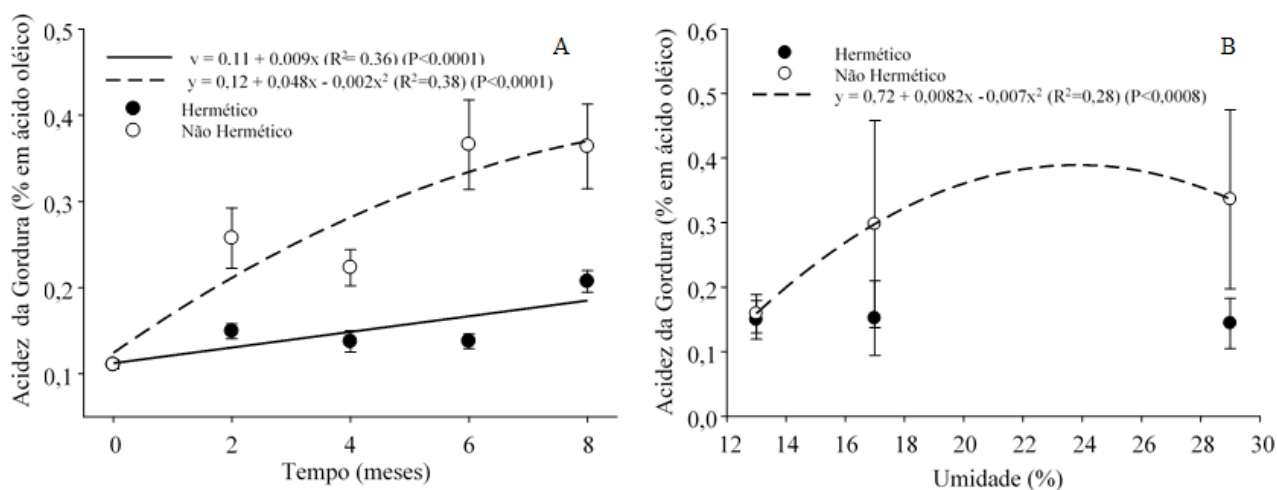 Acidez da Gordura (% em ácido oléico)
0,5
0,4
0,3
0,2
0,1
y = 0.11 + 0.009x (R²= 0.36) (P<0.0001)
y = 0,12 + 0,048x - 0,002x² (R²=0,38) (P<0,0001)
Hermético
Não Hermético
A
0 2 4 6 8
Tempo (meses)
Acidez da Gordura (% em ácido oléico)
0,6
0,5
0,4
0,3
0,2
0,1
0,0
Hermético
Não Hermético
y = 0,72 + 0,0082x - 0,007x² (R²=0,28) (P<0,0008)
B
12 14 16 18 20 22 24 26 28 30
Umidade (%)